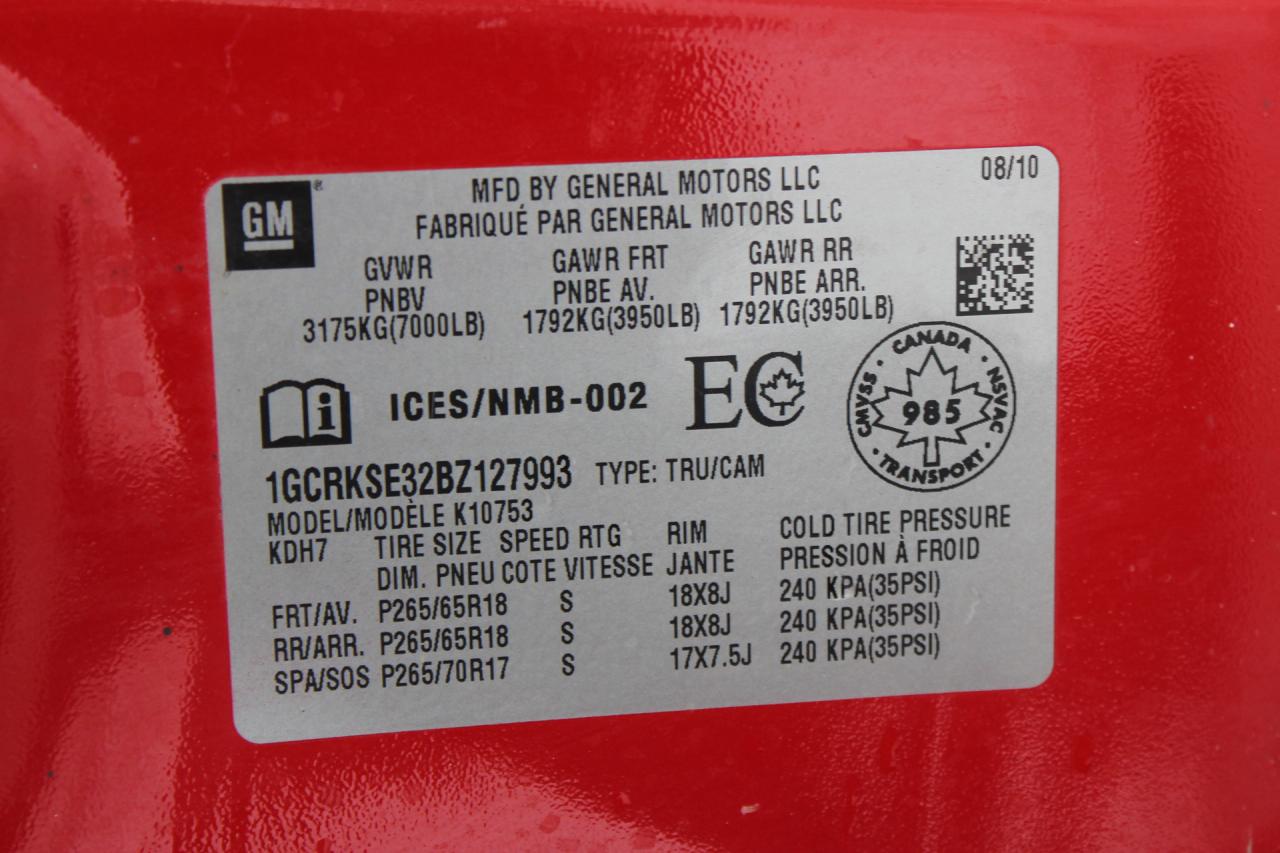 08/10
GM®
MFD BY GENERAL MOTORS LLC
FABRIQUÉ PAR GENERAL MOTORS LLC
GVWR GAWR FRT GAWR RR
PNBV PNBE AV. PNBE ARR.
3175KG(7000LB) 1792KG(3950LB) 1792KG(3950LB)
i ICES/NMB-002 EC
CANADA
CMVSS 985 NSVAC
TRANSPORT
1GCRKSE32BZ127993 TYPE: TRU/CAM
MODEL/MODÈLE K10753
KDH7 TIRE SIZE SPEED RTG RIM COLD TIRE PRESSURE
DIM. PNEU COTE VITESSE JANTE PRESSION À FROID
FRT/AV. P265/65R18 S 18X8J 240 KPA(35PSI)
RR/ARR. P265/65R18 S 18X8J 240 KPA(35PSI)
SPA/SOS P265/70R17 S 17X7.5J 240 KPA(35PSI)